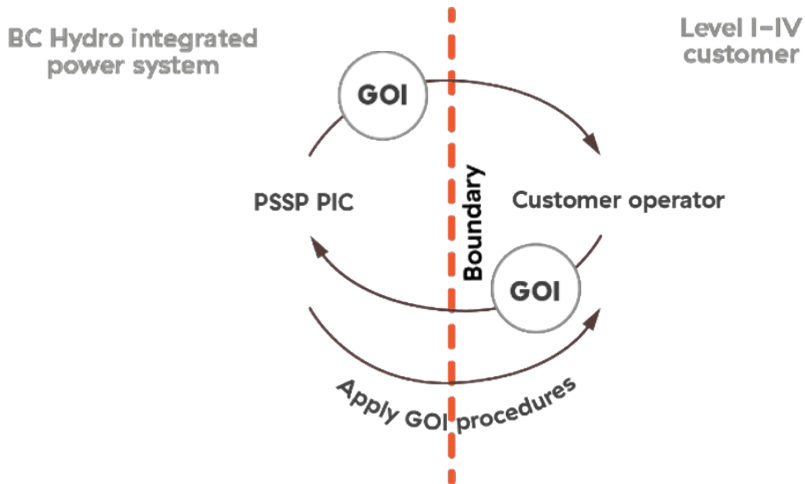 BC Hydro integrated
power system
Level I–IV
customer
GOI
PSSP PIC
Boundary
Customer operator
GOI
Apply GOI procedures